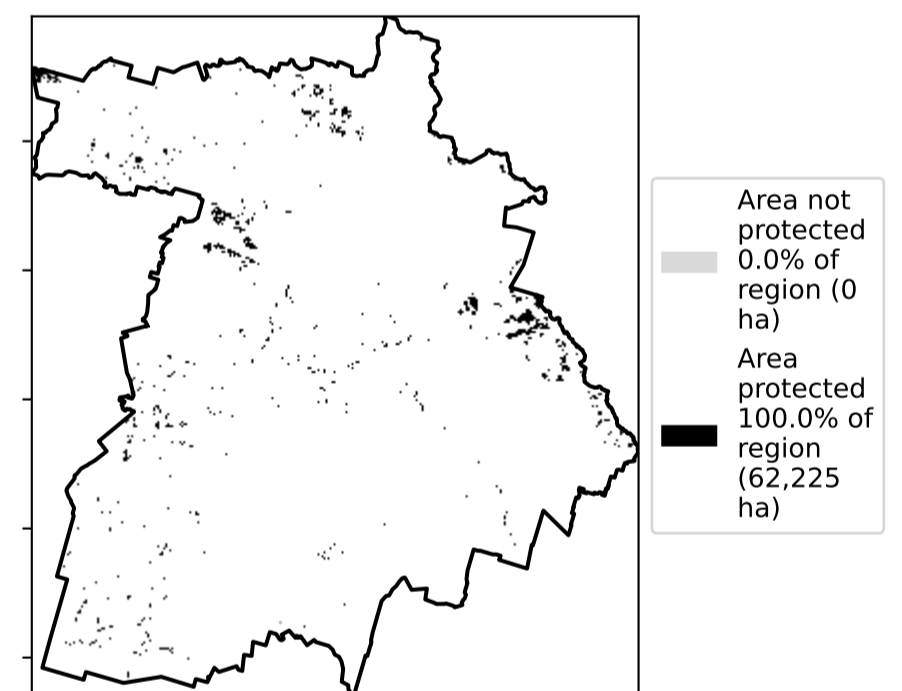 Area not
protected
0.0% of
region (0
ha)
Area
protected
100.0% of
region
(62,225
ha)